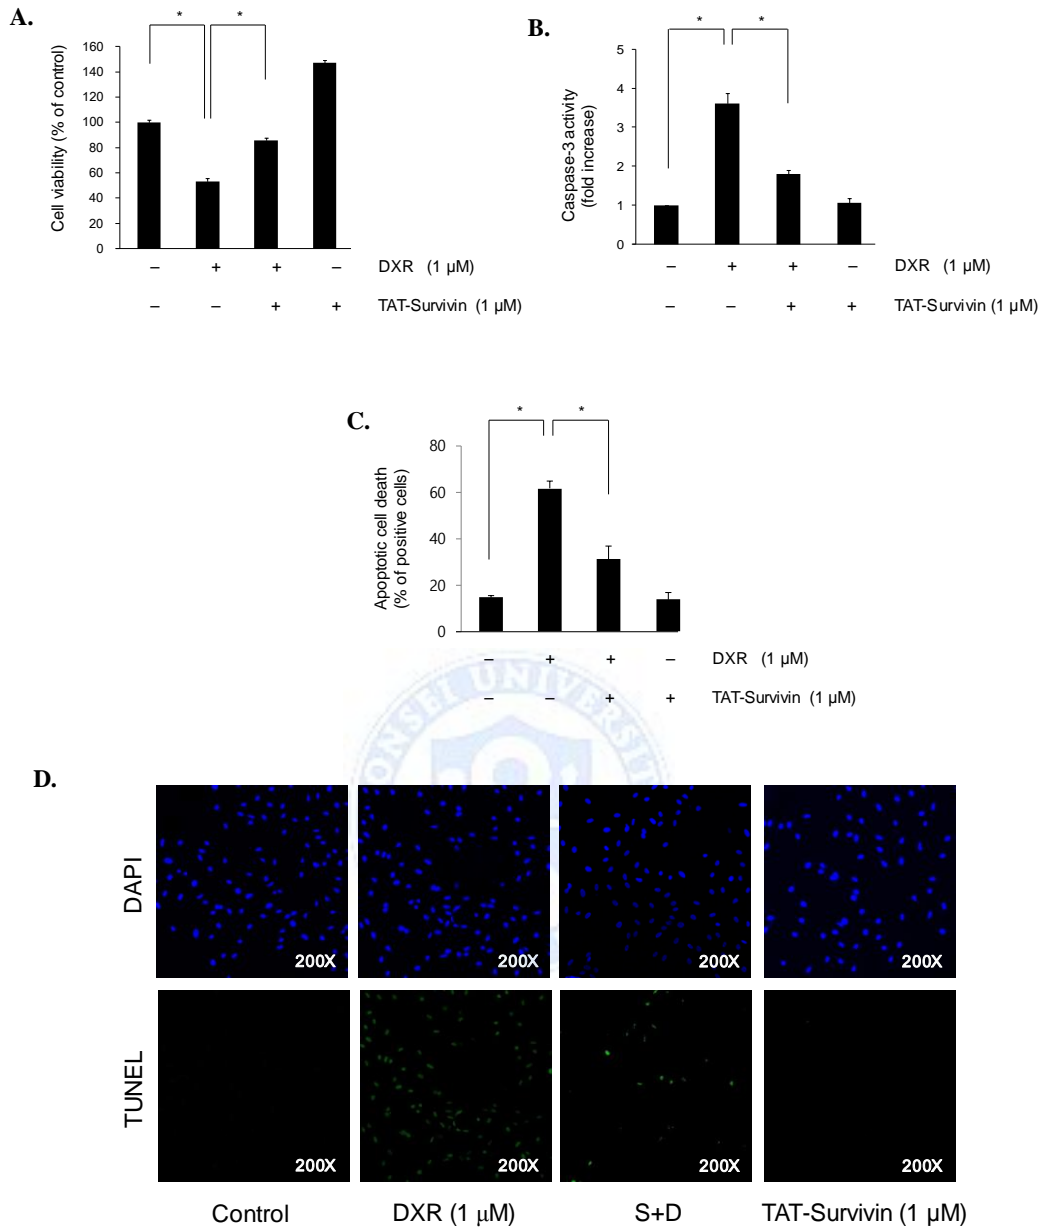 A.
*
*
Cell viability (% of control)
160
140
120
100
80
60
40
20
0
– + + – DXR (1 µM)
– – + + TAT-Survivin (1 µM)
B.
*
*
Caspase-3 activity
(fold increase)
5
4
3
2
1
0
– + + – DXR (1 µM)
– – + + TAT-Survivin (1 µM)
C.
*
*
Apoptotic cell death
(% of positive cells)
80
60
40
20
0
– + + – DXR (1 µM)
– – + + TAT-Survivin (1 µM)
ONSEI UNIVERSIT
D.
DAPI
200X 200X 200X 200X
TUNEL
200X 200X 200X 200X
Control DXR (1 µM) S+D TAT-Survivin (1 µM)